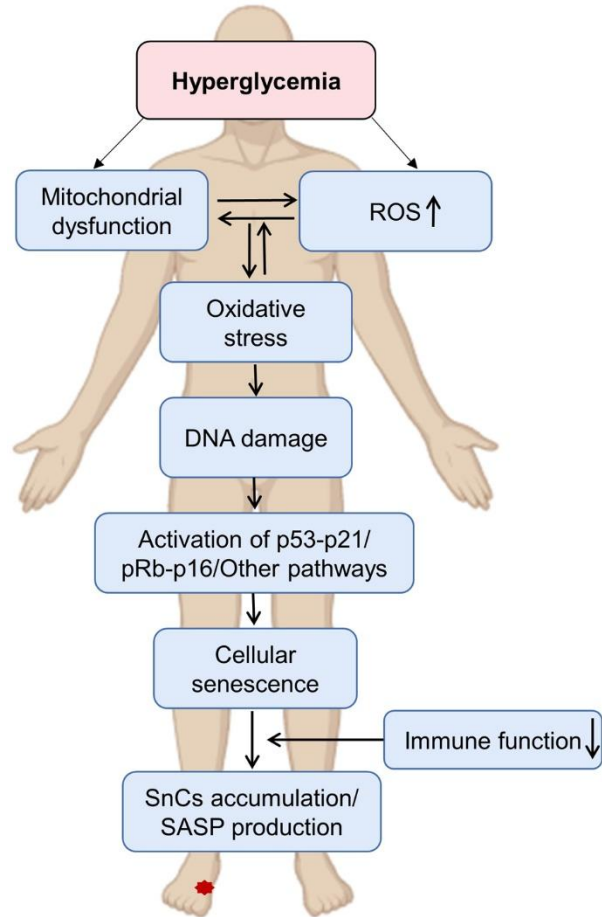 Hyperglycemia
Mitochondrial
dysfunction
ROS↑
Oxidative
stress
DNA damage
Activation of p53-p21/
pRb-p16/Other pathways
Cellular
senescence
Immune function↓
SnCs accumulation/
SASP production